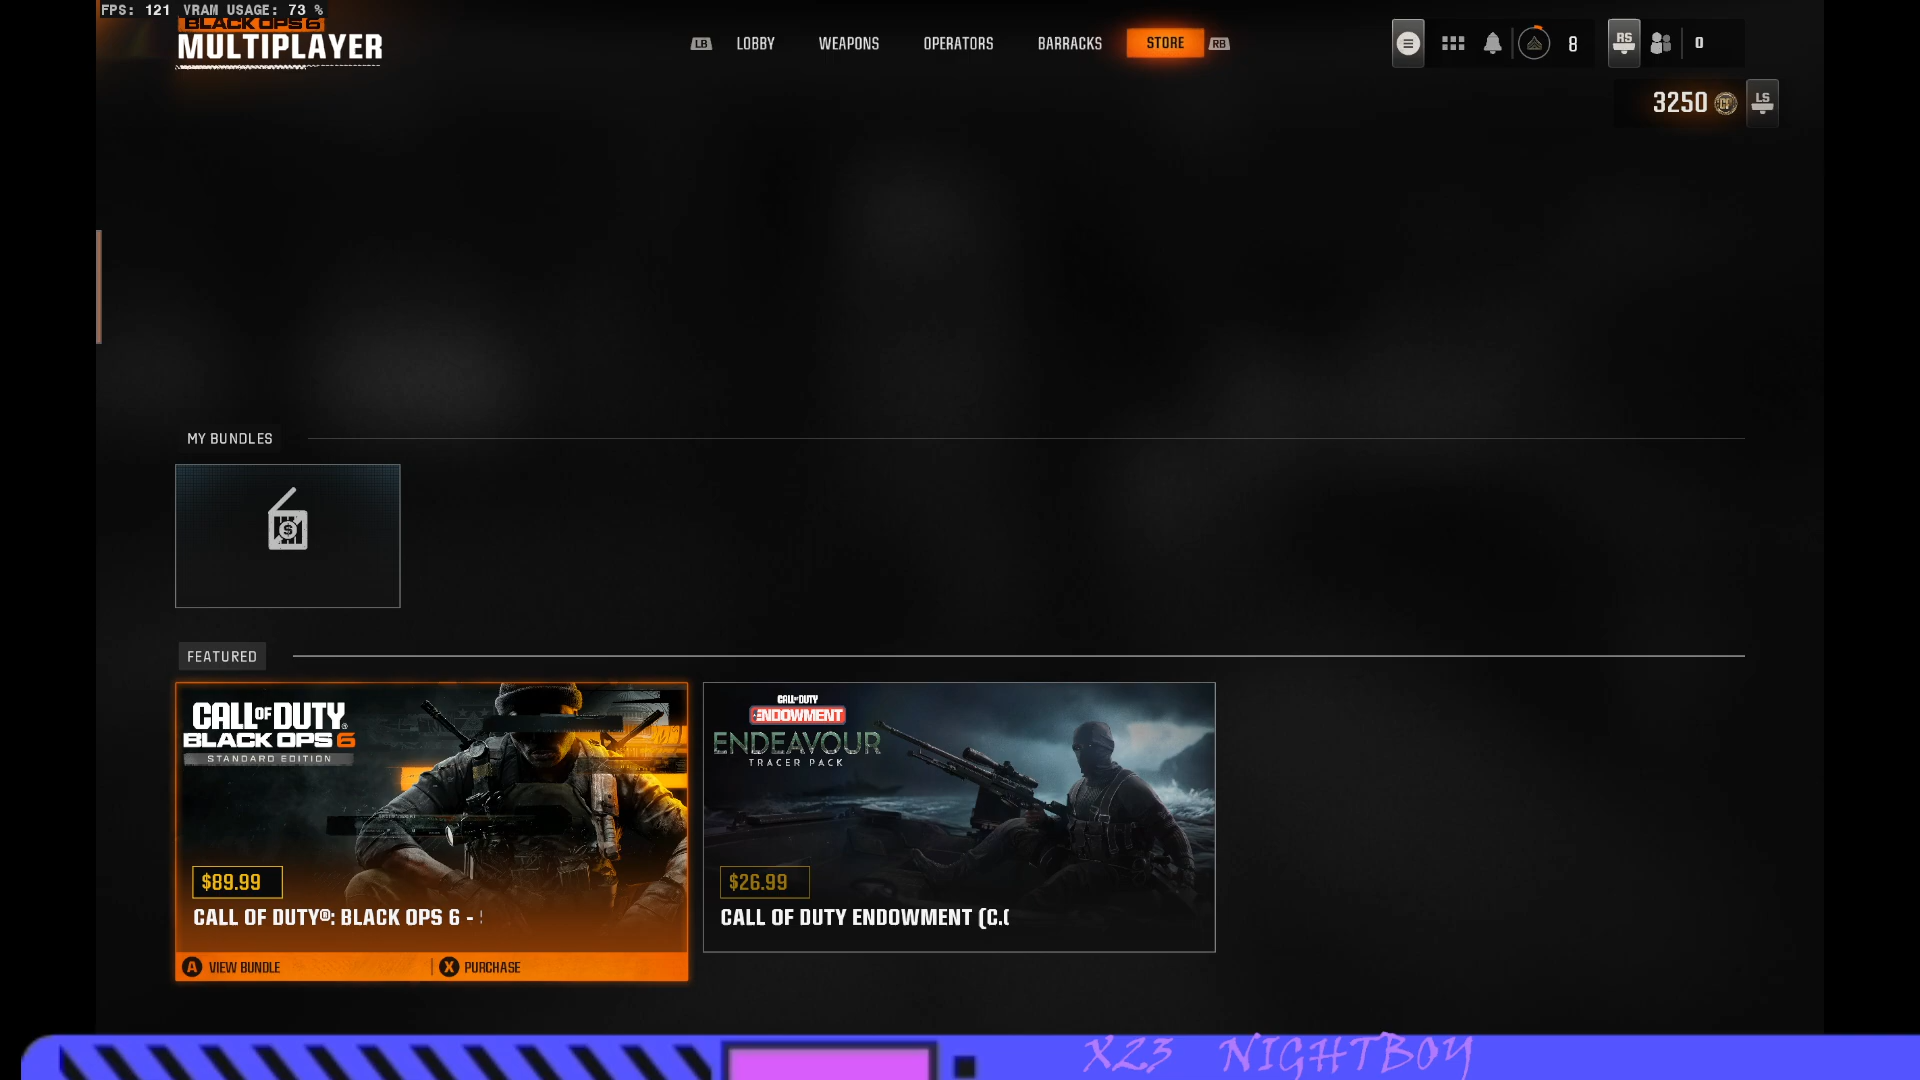 FPS: 121 VRAM USAGE: 73 %
BLACK OPS 6
MULTIPLAYER
LB LOBBY WEAPONS OPERATORS BARRACKS STORE RB
8 RS 0
3250 CP LS
MY BUNDLES
FEATURED
CALL OF DUTY
BLACK OPS 6
STANDARD EDITION
$89.99
CALL OF DUTY®: BLACK OPS 6 -
A VIEW BUNDLE X PURCHASE
CALL OF DUTY
ENDOWMENT
ENDEAVOUR
TRACER PACK
$26.99
CALL OF DUTY ENDOWMENT (C.
X23 NIGHTBOY